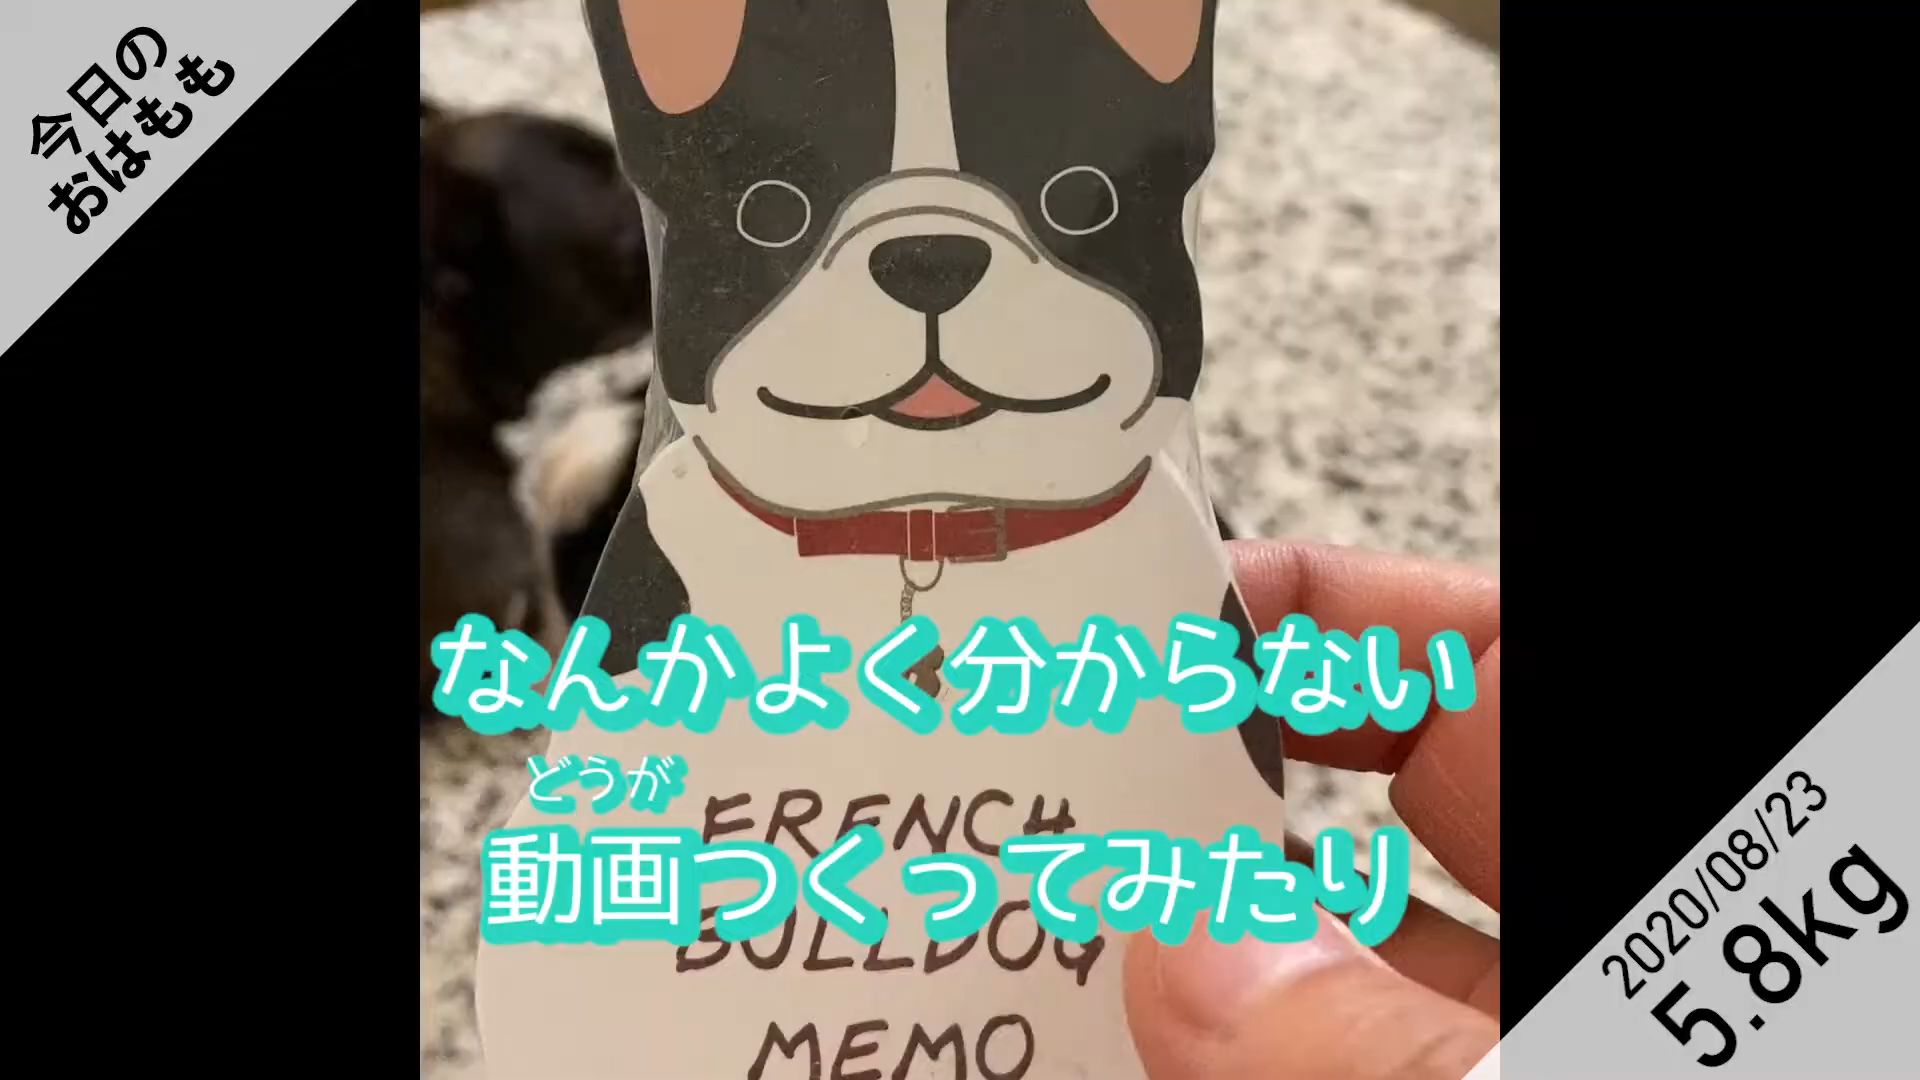 今日の
おはもも
なんかよく分からない
どうが
動画つくってみたり
FRENCH
BULLDOG
MEMO
2020/08/23
5.8kg